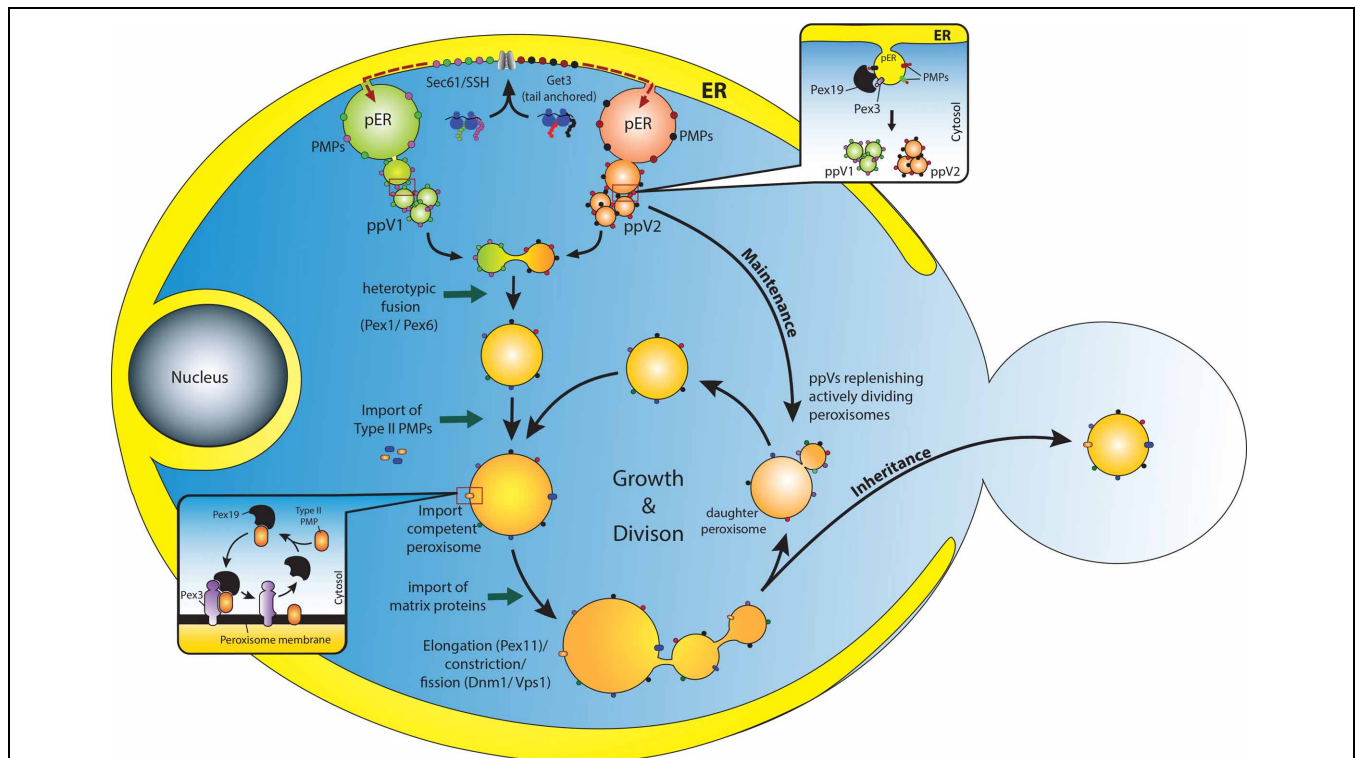 ER
pER
Pex19
PMPs
Pex3
Cytosol
ppV1
ppV2
Sec61/SSH
Get3
(tail anchored)
ER
pER
PMPs
pER
PMPs
ppV1
ppV2
heterotypic
fusion
(Pex1/ Pex6)
Maintenance
Nucleus
ppVs replenishing
actively dividing
peroxisomes
Import of
Type II PMPs
Growth
&
Divison
Inheritance
daughter
peroxisome
Import
competent
peroxisome
Pex19
Type II
PMP
Cytosol
Pex3
Peroxisome membrane
import of
matrix proteins
Elongation (Pex11)/
constriction/
fission (Dnm1/ Vps1)